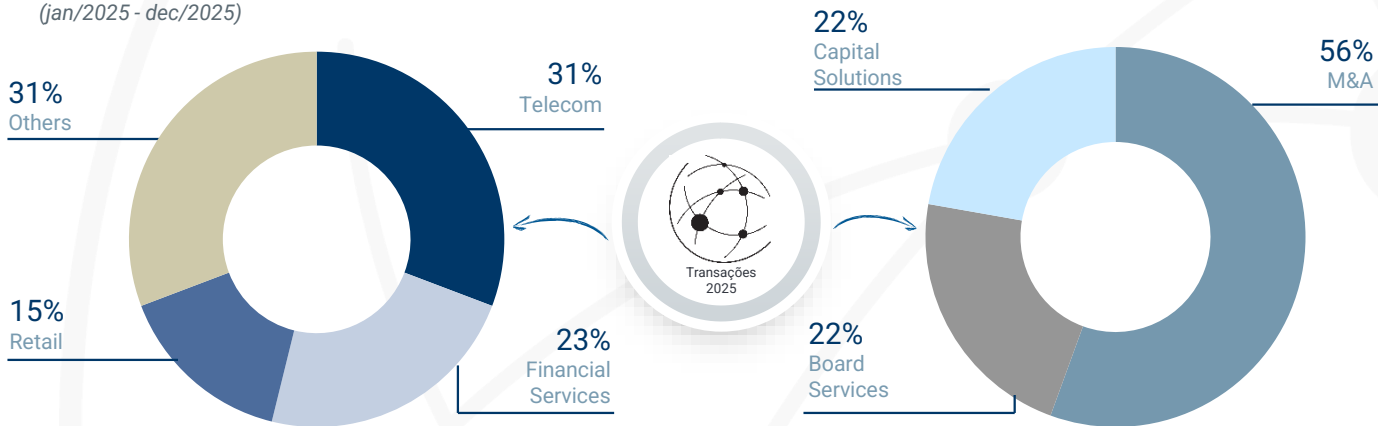 (jan/2025 - dec/2025)
31%
Others
31%
Telecom
15%
Retail
23%
Financial
Services
Transações
2025
22%
Capital
Solutions
56%
M&A
22%
Board
Services